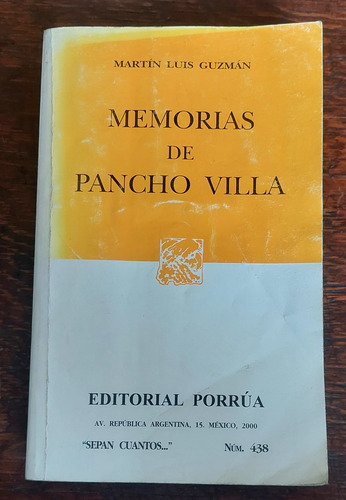 MARTÍN LUIS GUZMÁN
MEMORIAS
DE
PANCHO VILLA
EDITORIAL PORRÚA
AV. REPÚBLICA ARGENTINA, 15. MÉXICO, 2000
"SEPAN CUANTOS..." NÚM. 438